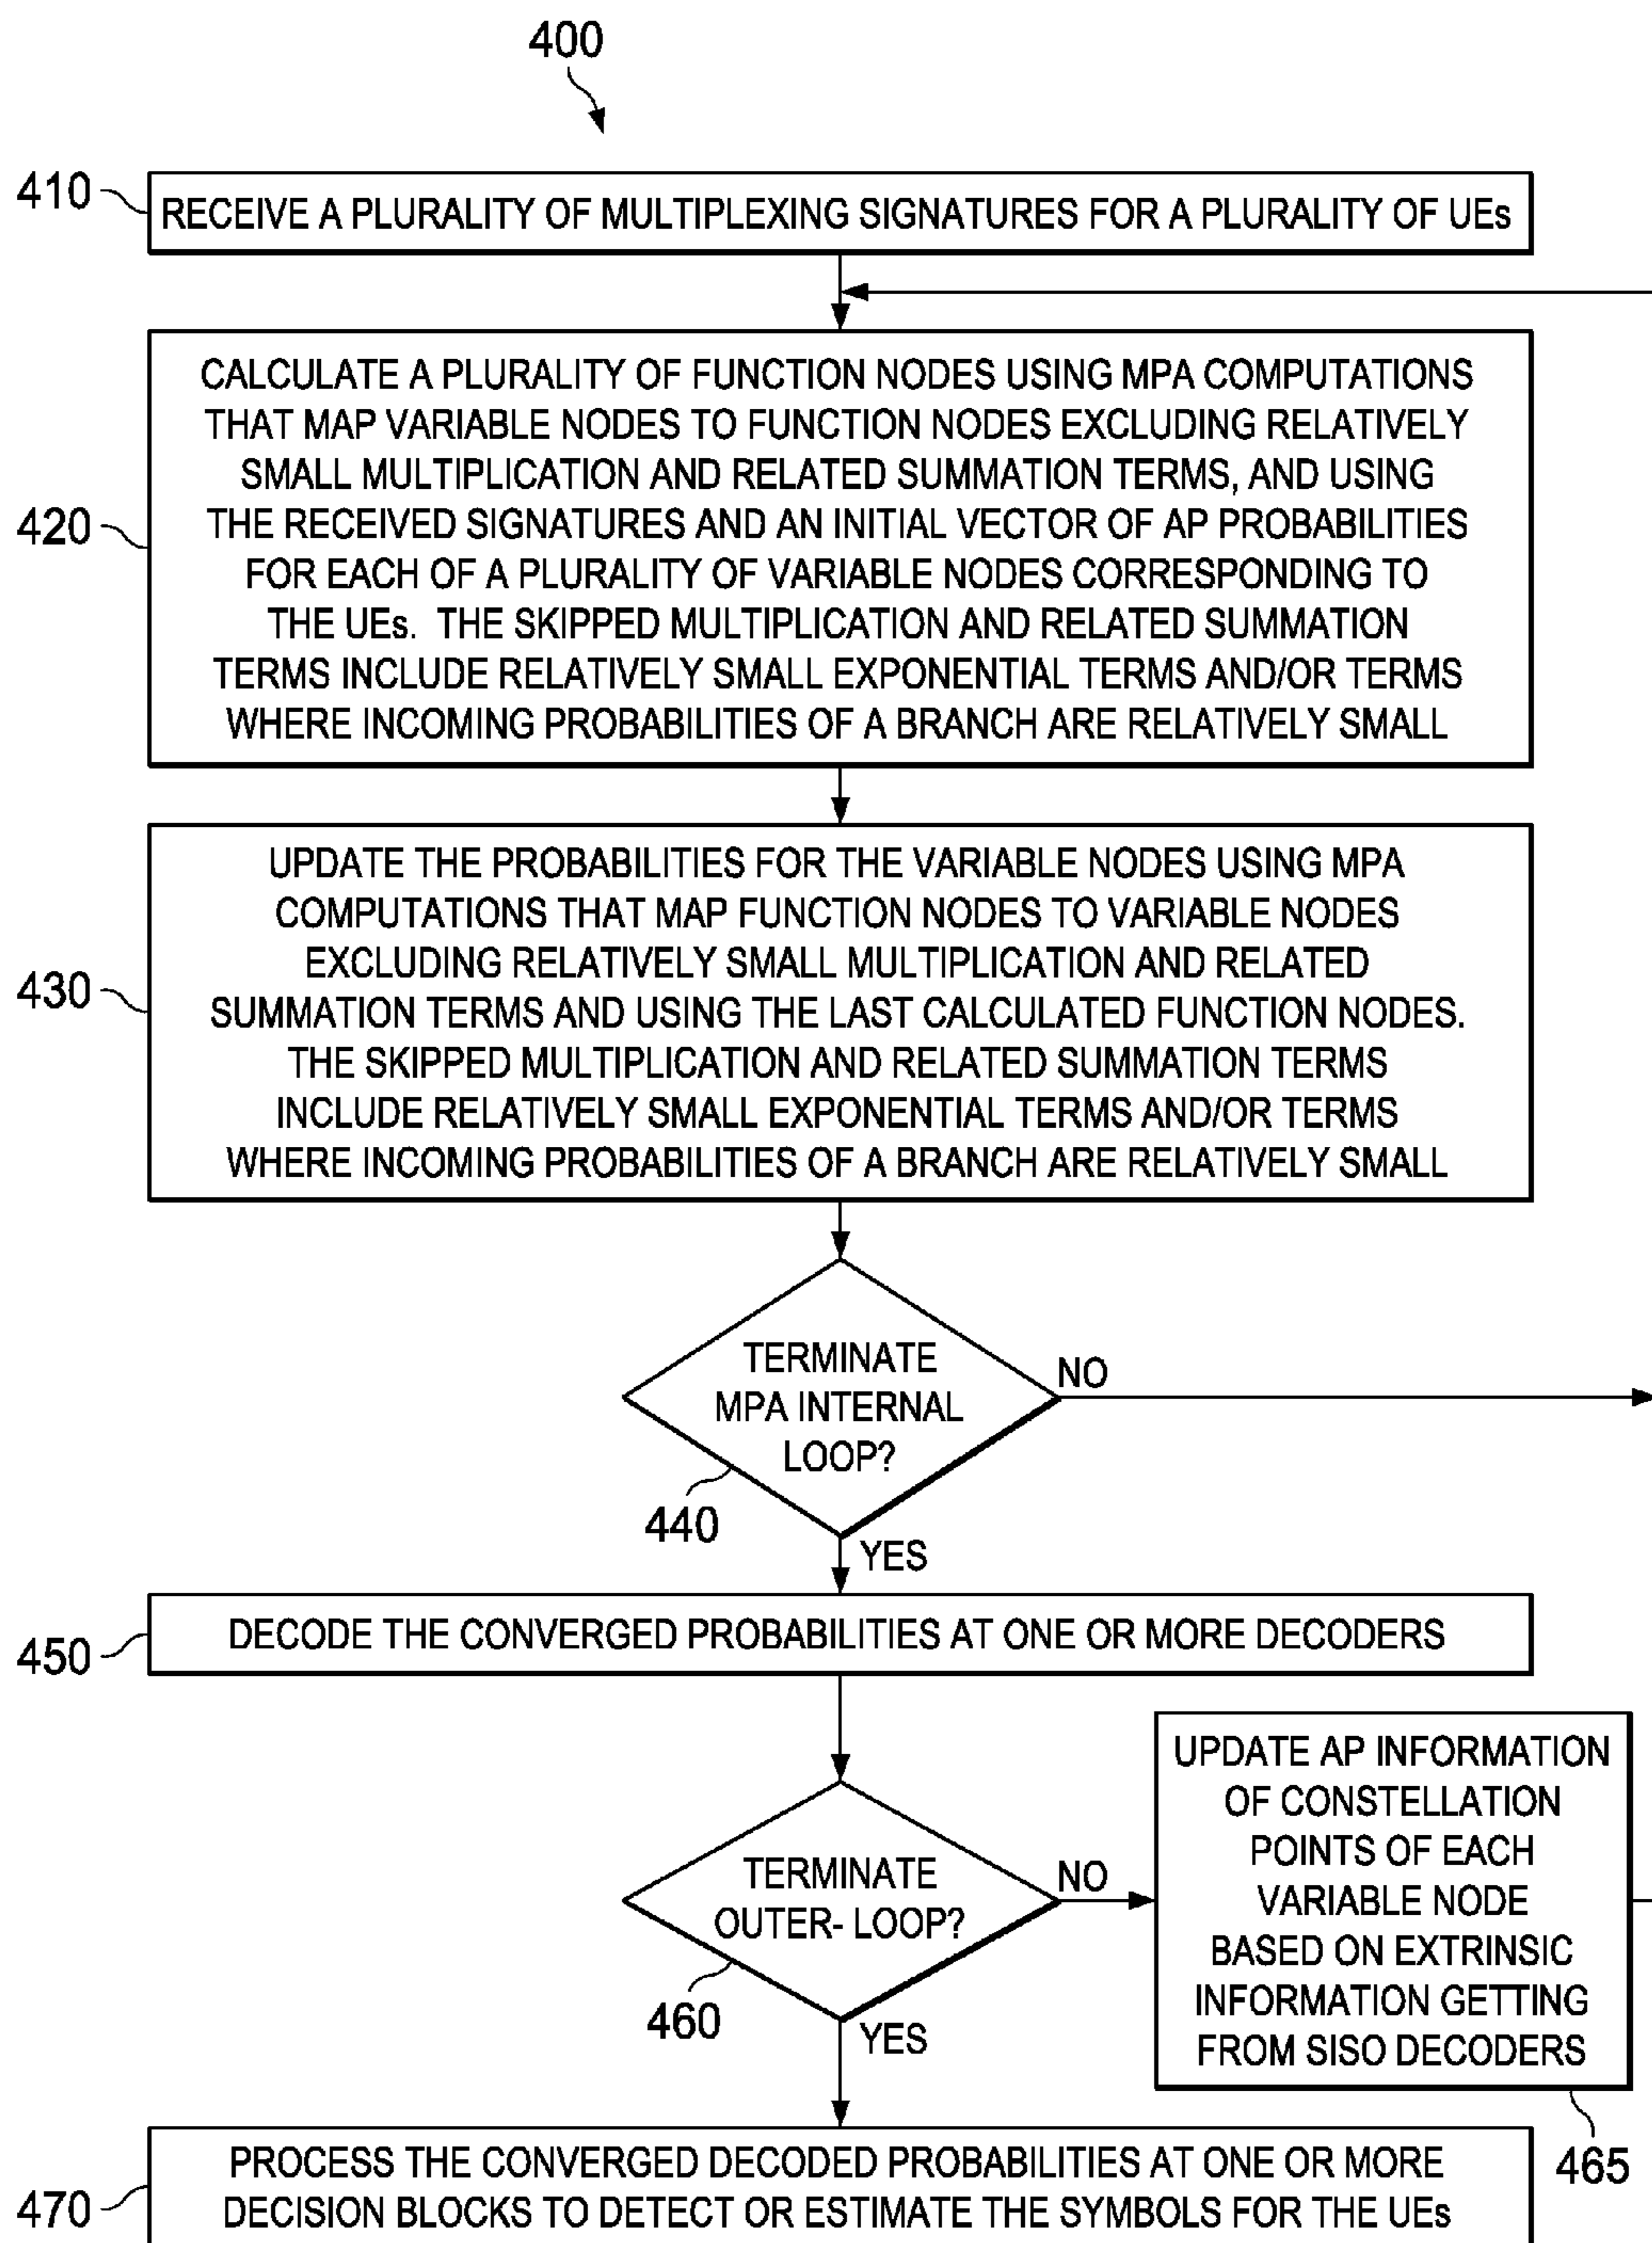 400
410
RECEIVE A PLURALITY OF MULTIPLEXING SIGNATURES FOR A PLURALITY OF UEs
420
CALCULATE A PLURALITY OF FUNCTION NODES USING MPA COMPUTATIONS
THAT MAP VARIABLE NODES TO FUNCTION NODES EXCLUDING RELATIVELY
SMALL MULTIPLICATION AND RELATED SUMMATION TERMS, AND USING
THE RECEIVED SIGNATURES AND AN INITIAL VECTOR OF AP PROBABILITIES
FOR EACH OF A PLURALITY OF VARIABLE NODES CORRESPONDING TO
THE UEs. THE SKIPPED MULTIPLICATION AND RELATED SUMMATION
TERMS INCLUDE RELATIVELY SMALL EXPONENTIAL TERMS AND/OR TERMS
WHERE INCOMING PROBABILITIES OF A BRANCH ARE RELATIVELY SMALL
430
UPDATE THE PROBABILITIES FOR THE VARIABLE NODES USING MPA
COMPUTATIONS THAT MAP FUNCTION NODES TO VARIABLE NODES
EXCLUDING RELATIVELY SMALL MULTIPLICATION AND RELATED
SUMMATION TERMS AND USING THE LAST CALCULATED FUNCTION NODES.
THE SKIPPED MULTIPLICATION AND RELATED SUMMATION TERMS
INCLUDE RELATIVELY SMALL EXPONENTIAL TERMS AND/OR TERMS
WHERE INCOMING PROBABILITIES OF A BRANCH ARE RELATIVELY SMALL
TERMINATE
MPA INTERNAL
LOOP?
NO
440
YES
450
DECODE THE CONVERGED PROBABILITIES AT ONE OR MORE DECODERS
TERMINATE
OUTER- LOOP?
NO
460
YES
UPDATE AP INFORMATION
OF CONSTELLATION
POINTS OF EACH
VARIABLE NODE
BASED ON EXTRINSIC
INFORMATION GETTING
FROM SISO DECODERS
465
470
PROCESS THE CONVERGED DECODED PROBABILITIES AT ONE OR MORE
DECISION BLOCKS TO DETECT OR ESTIMATE THE SYMBOLS FOR THE UEs